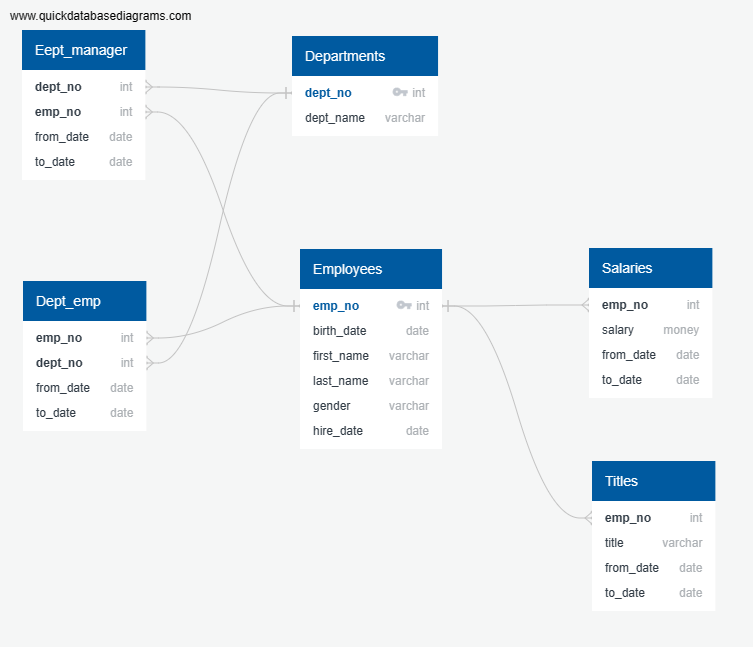 www.quickdatabasediagrams.com
Eept_manager
dept_no int
emp_no int
from_date date
to_date date
Departments
dept_no int
dept_name varchar
Dept_emp
emp_no int
dept_no int
from_date date
to_date date
Employees
emp_no int
birth_date date
first_name varchar
last_name varchar
gender varchar
hire_date date
Salaries
emp_no int
salary money
from_date date
to_date date
Titles
emp_no int
title varchar
from_date date
to_date date